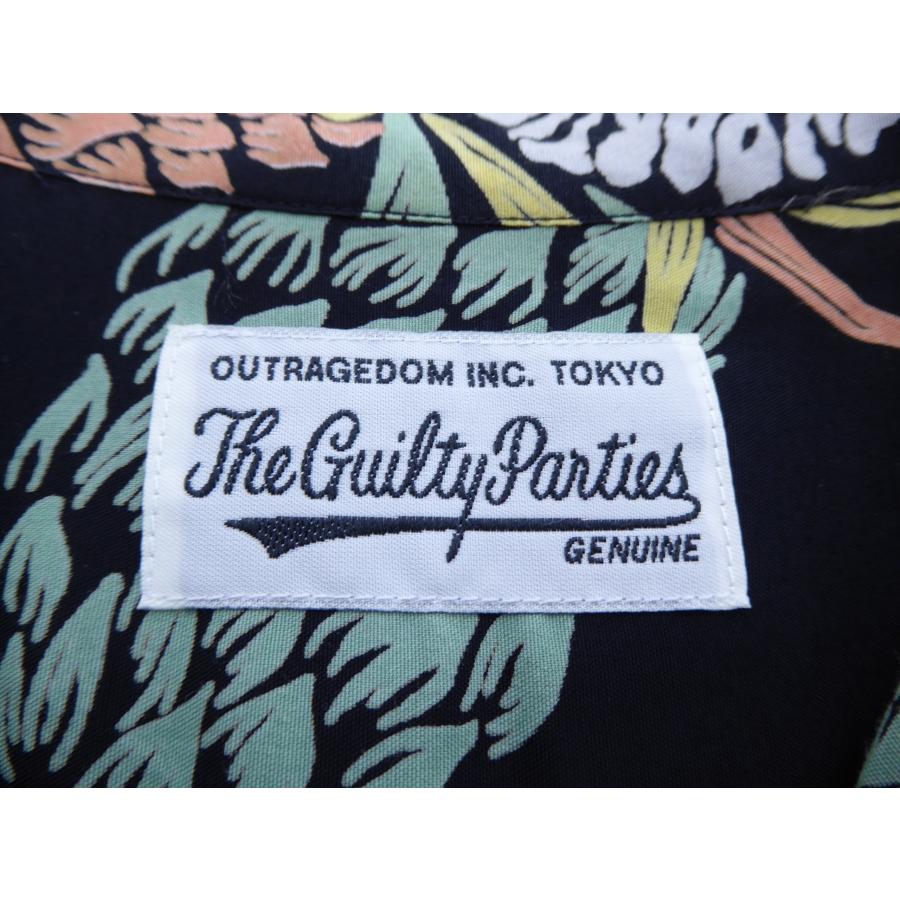 OUTRAGEDOM INC. TOKYO
The Guilty Parties
GENUINE